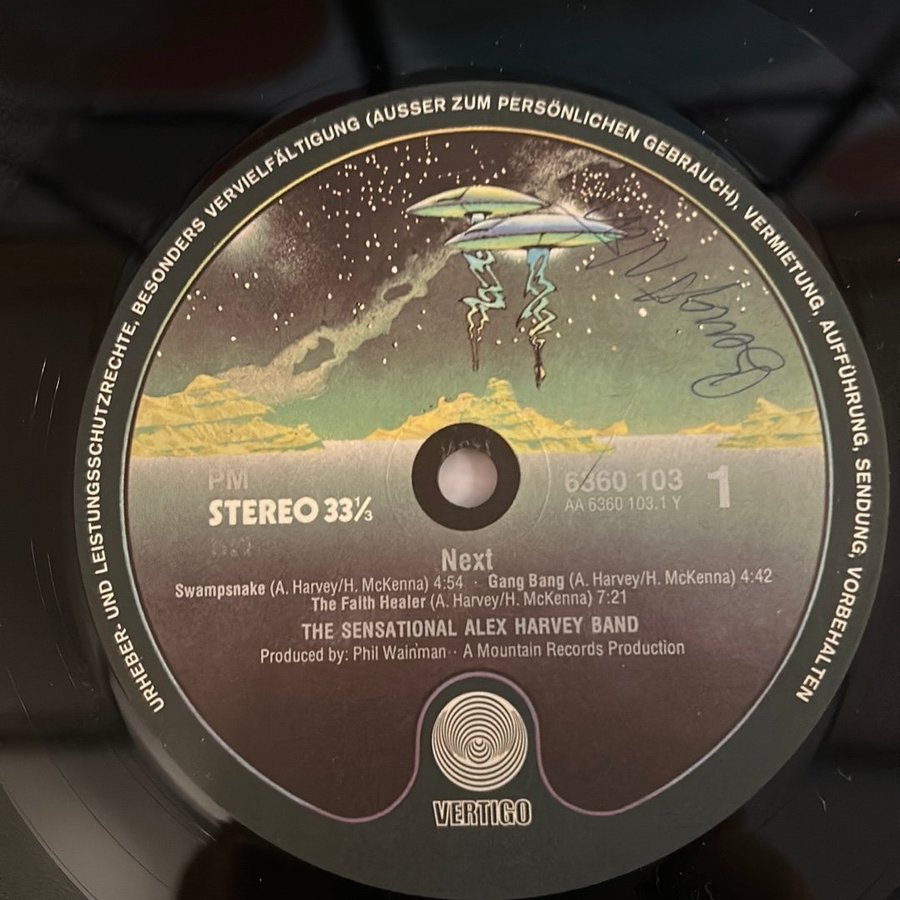 URHEBER- UND LEISTUNGSSCHUTZRECHTE, BESONDERS VERVIELFÄLTIGUNG (AUSSER ZUM PERSÖNLICHEN GEBRAUCH), VERMIETUNG, AUFFÜHRUNG, SENDUNG, VORBEHALTEN
PM
STEREO 33⅓
6360 103
AA 6360 103.1 Y
1
Next
Swampsnake (A. Harvey/H. McKenna) 4:54 · Gang Bang (A. Harvey/H. McKenna) 4:42
The Faith Healer (A. Harvey/H. McKenna) 7:21
THE SENSATIONAL ALEX HARVEY BAND
Produced by: Phil Wainman · A Mountain Records Production
VERTIGO